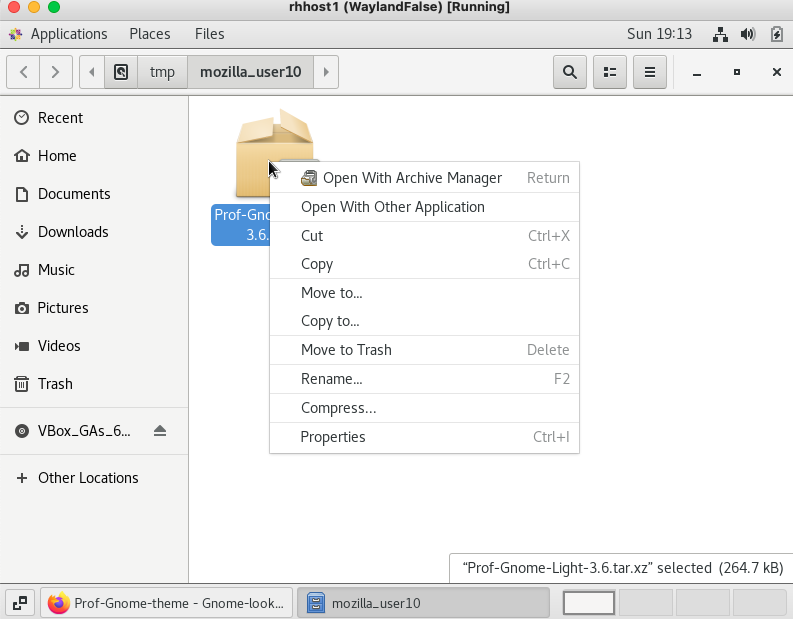 rhhost1 (WaylandFalse) [Running]
Applications Places Files Sun 19:13
tmp mozilla_user10
Recent
Home
Documents
Downloads
Music
Pictures
Videos
Trash
VBox_GAs_6...
Other Locations
Prof-Gno
3.6.
Open With Archive Manager Return
Open With Other Application
Cut Ctrl+X
Copy Ctrl+C
Move to...
Copy to...
Move to Trash Delete
Rename... F2
Compress...
Properties Ctrl+I
“Prof-Gnome-Light-3.6.tar.xz” selected (264.7 kB)
Prof-Gnome-theme - Gnome-look... mozilla_user10